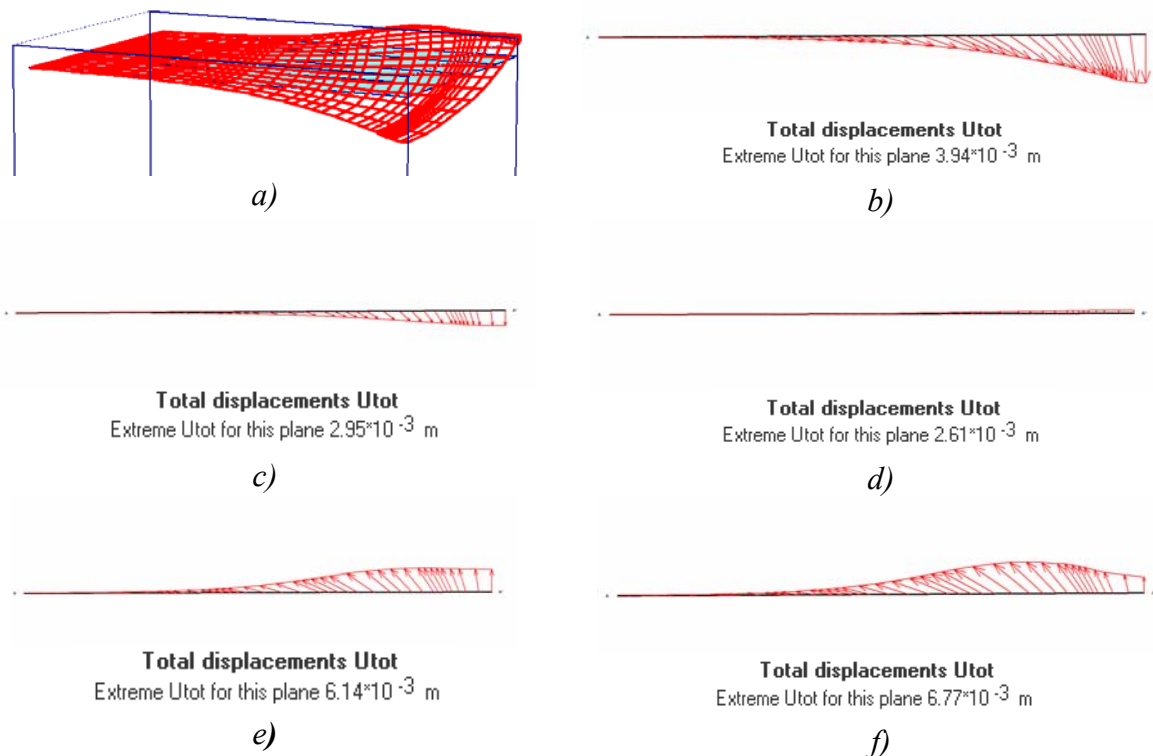 a)
Total displacements Utot
Extreme Utot for this plane 3.94*10 -3 m
b)
Total displacements Utot
Extreme Utot for this plane 2.95*10 -3 m
c)
Total displacements Utot
Extreme Utot for this plane 2.61*10 -3 m
d)
Total displacements Utot
Extreme Utot for this plane 6.14*10 -3 m
e)
Total displacements Utot
Extreme Utot for this plane 6.77*10 -3 m
f)